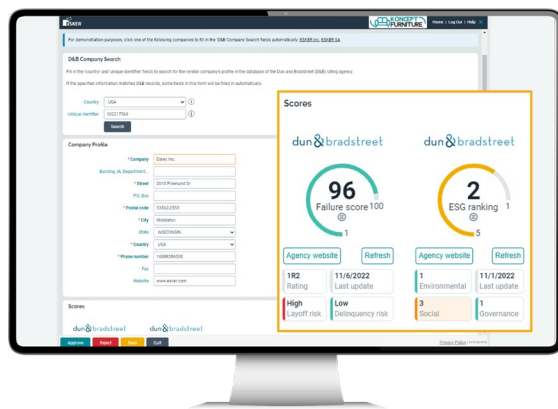 ESKER
KONCEPT
FURNITURE
Home | Log Out | Help
For demonstration purposes, click one of the following companies to fill in the 'D&B Company Search fields automatically: ESKER Inc. ESKER SA
D&B Company Search
Fill in the 'country' and 'unique identifier' fields to search for the vendor company's profile in the database of the Dun and Bradstreet (D&B) rating agency.
If the specified information matches D&B records, some fields in this form will be filled in automatically.
Country USA
Unique identifier
Search
Company Profile
* Company Esker, Inc.
Building, lA, Department...
* Street
P.O. Box
* Postal code
* City Middleton
State WISCONSIN
* Country USA
* Phone number
Fax
Website www.esker.com
Scores
dun & bradstreet dun & bradstreet
Approve Reject Save Quit
Privacy Policy
Scores
dun & bradstreet dun & bradstreet
96 2
Failure score 100 ESG ranking 1
1 5
Agency website Refresh Agency website Refresh
1R2 11/6/2022 1 11/1/2022
Rating Last update Environmental Last update
High Low 3 1
Layoff risk Delinquency risk Social Governance